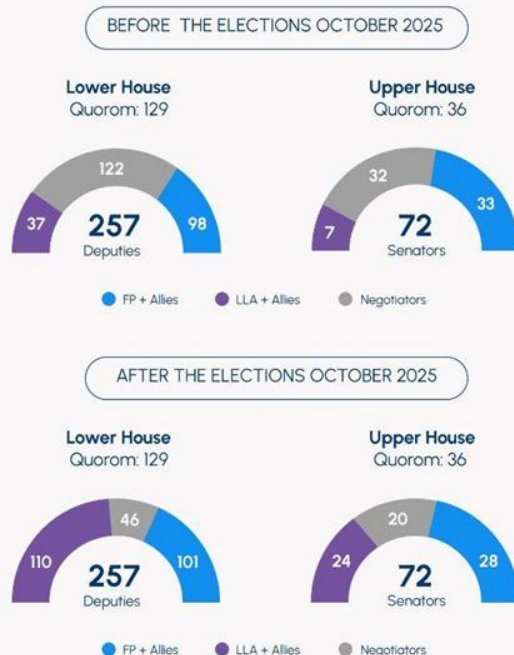 BEFORE THE ELECTIONS OCTOBER 2025
Lower House
Quorom: 129
37
122
98
257
Deputies
Upper House
Quorom: 36
7
32
33
72
Senators
FP + Allies
LLA + Allies
Negotiators
AFTER THE ELECTIONS OCTOBER 2025
Lower House
Quorom: 129
110
46
101
257
Deputies
Upper House
Quorom: 36
24
20
28
72
Senators
FP + Allies
LLA + Allies
Negotiators